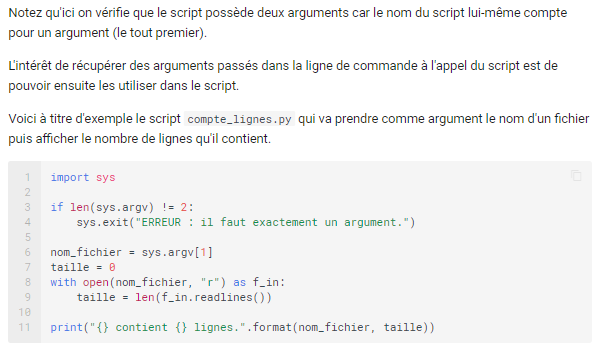 Notez qu'ici on vérifie que le script possède deux arguments car le nom du script lui-même compte
pour un argument (le tout premier).
L'intérêt de récupérer des arguments passés dans la ligne de commande à l'appel du script est de
pouvoir ensuite les utiliser dans le script.
Voici à titre d'exemple le script compte_lignes.py qui va prendre comme argument le nom d'un fichier
puis afficher le nombre de lignes qu'il contient.
1 import sys
2
3 if len(sys.argv) != 2:
4     sys.exit("ERREUR : il faut exactement un argument.")
5
6 nom_fichier = sys.argv[1]
7 taille = 0
8 with open(nom_fichier, "r") as f_in:
9     taille = len(f_in.readlines())
10
11 print("{} contient {} lignes.".format(nom_fichier, taille))